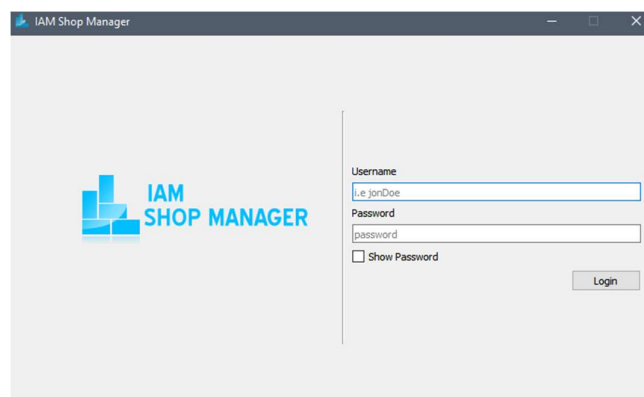 IAM Shop Manager
IAM
SHOP MANAGER
Username
i.e jonDoe
Password
password
Show Password
Login